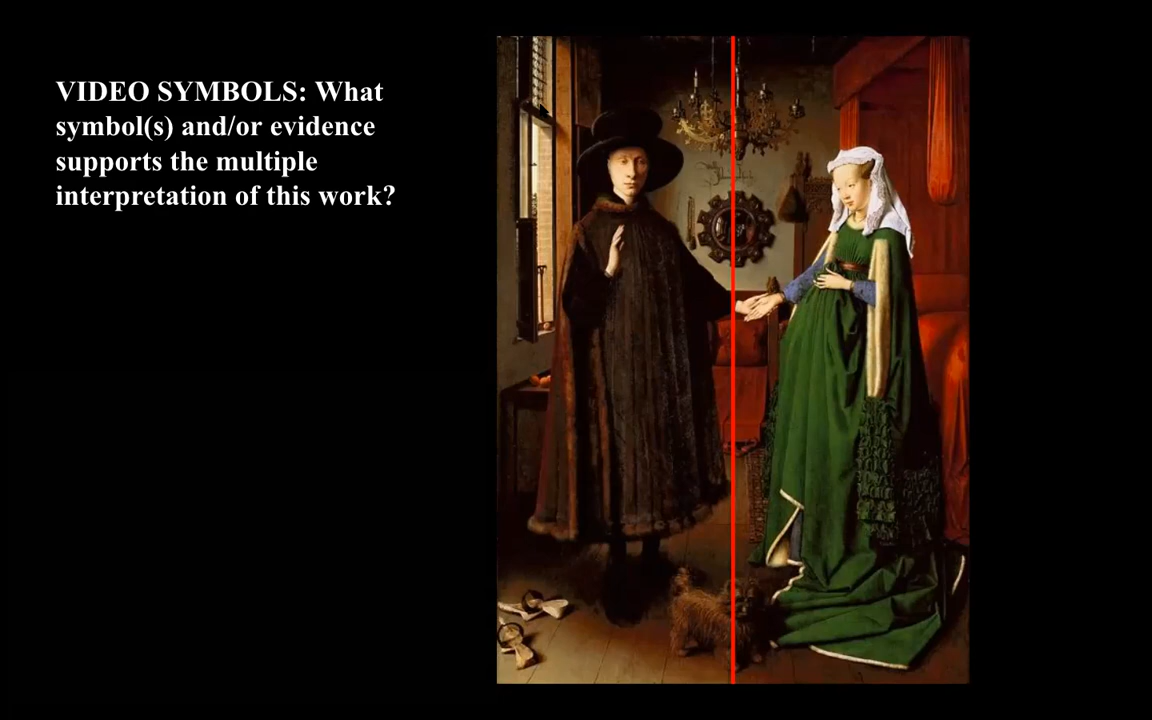 VIDEO SYMBOLS: What
symbol(s) and/or evidence
supports the multiple
interpretation of this work?